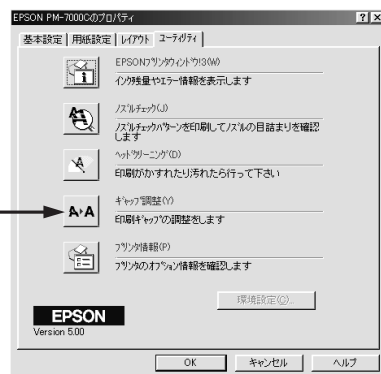 EPSON PM-7000Cのプロパティ
基本設定 用紙設定 レイアウト ユーティリティ
EPSONプリンタウィンドウ!3(W)
インク残量やエラー情報を表示します
ノズルチェック(J)
ノズルチェックパターンを印刷してノズルの目詰まりを確認
します
ヘッドクリーニング(D)
印刷がかすれたり汚れたら行って下さい
A A
ギャップ調整(Y)
印刷ギャップの調整をします
プリンタ情報(P)
プリンタのオプション情報を確認します
環境設定(O)...
EPSON
Version 5.00
OK キャンセル ヘルプ